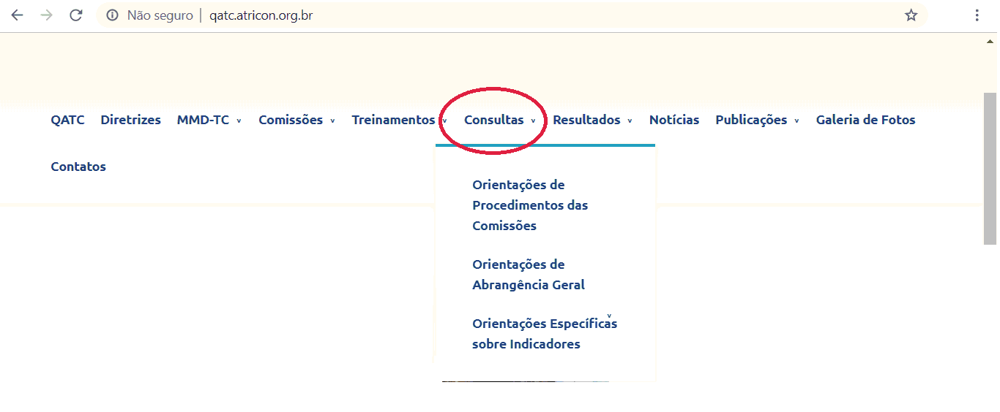 Não seguro | qatc.atricon.org.br
QATC Diretrizes MMD-TC Comissões Treinamentos Consultas Resultados Notícias Publicações Galeria de Fotos
Contatos
Orientações de
Procedimentos das
Comissões
Orientações de
Abrangência Geral
Orientações Específicas
sobre Indicadores